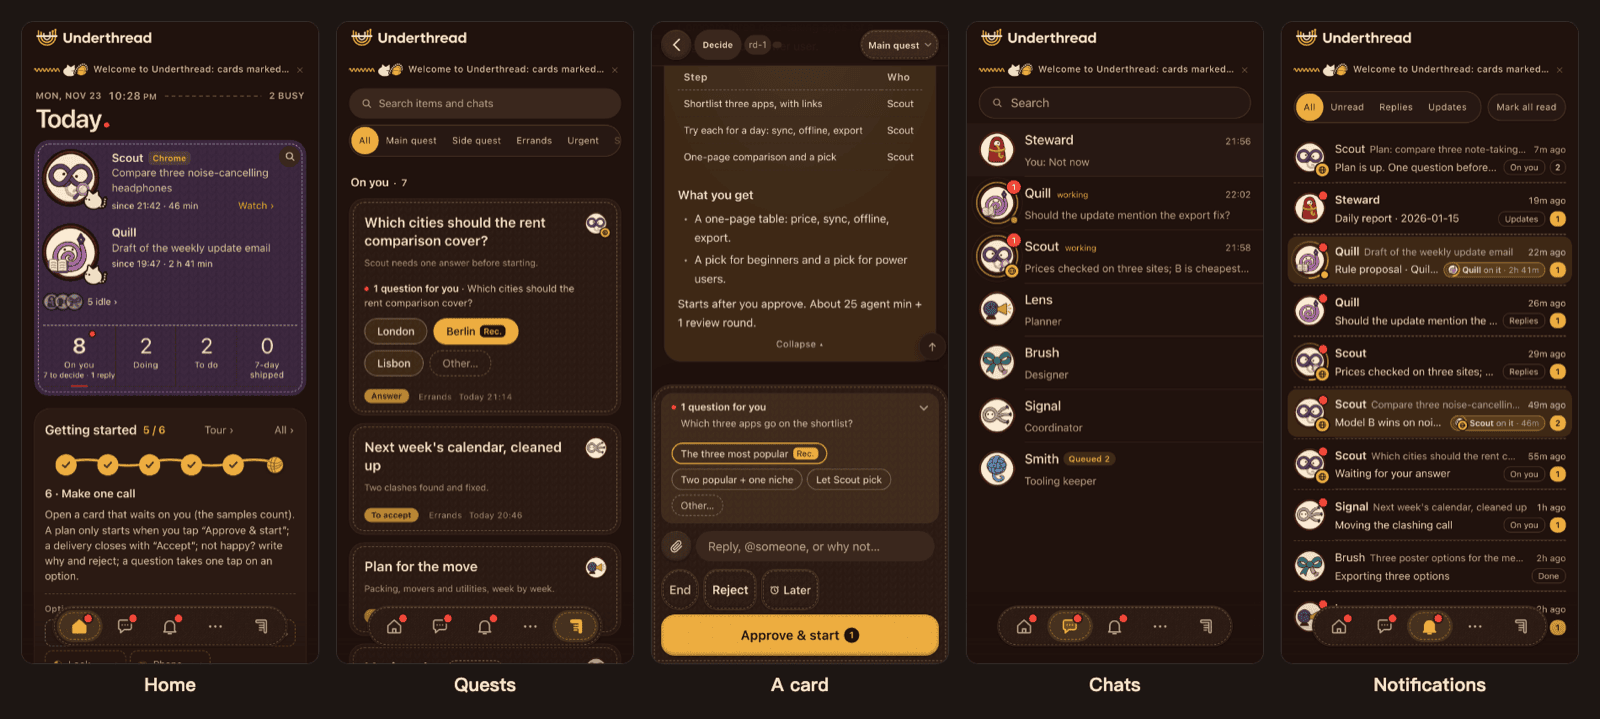 Underthread
Welcome to Underthread: cards marked...
MON, NOV 23 10:28 PM
2 BUSY
Today.
Scout Chrome
Compare three noise-cancelling
headphones
since 21:42 · 46 min
Watch ›
Quill
Draft of the weekly update email
since 19:47 · 2 h 41 min
5 idle ›
8 2 2 0
On you Doing To do 7-day
7 to decide · 1 reply shipped
Getting started 5 / 6 Tour › All ›
6 · Make one call
Open a card that waits on you (the samples count).
A plan only starts when you tap “Approve & start”;
a delivery closes with “Accept”; not happy? write
why and reject; a question takes one tap on an
option.
Home
Underthread
Welcome to Underthread: cards marked...
Search items and chats
All Main quest Side quest Errands Urgent S
On you · 7
Which cities should the rent
comparison cover?
Scout needs one answer before starting.
1 question for you · Which cities should the
rent comparison cover?
London Berlin Rec.
Lisbon Other...
Answer Errands Today 21:14
Next week's calendar, cleaned
up
Two clashes found and fixed.
To accept Errands Today 20:46
Plan for the move
Packing, movers and utilities, week by week.
Quests
Decide rd-1 Main quest
Step Who
Shortlist three apps, with links Scout
Try each for a day: sync, offline, export Scout
One-page comparison and a pick Scout
What you get
• A one-page table: price, sync, offline,
export.
• A pick for beginners and a pick for power
users.
Starts after you approve. About 25 agent min +
1 review round.
Collapse
1 question for you
Which three apps go on the shortlist?
The three most popular Rec.
Two popular + one niche Let Scout pick
Other...
Reply, @someone, or why not...
End Reject Later
Approve & start 1
A card
Underthread
Welcome to Underthread: cards marked...
Search
Steward 21:56
You: Not now
1
Quill working 22:02
Should the update mention the export fix?
1
Scout working 21:58
Prices checked on three sites; B is cheapest...
Lens
Planner
Brush
Designer
Signal
Coordinator
Smith Queued 2
Tooling keeper
Chats
Underthread
Welcome to Underthread: cards marked...
All Unread Replies Updates Mark all read
Scout Plan: compare three note-taking... 7m ago
Plan is up. One question before... On you 2
Steward 19m ago
Daily report · 2026-01-15 Updates 1
Quill Draft of the weekly update email 22m ago
Rule proposal · Quil... Quill on it · 2h 41m 1
Quill 26m ago
Should the update mention the ... Replies 1
Scout 29m ago
Prices checked on three sites; ... Replies 1
Scout Compare three noise-cancellin... 49m ago
Model B wins on noi... Scout on it · 46m 2
Scout Which cities should the rent c... 55m ago
Waiting for your answer On you 1
Signal Next week's calendar, cleaned up 1h ago
Moving the clashing call On you 1
Brush Three poster options for the me... 2h ago
Exporting three options Done
2h ago
1
Notifications